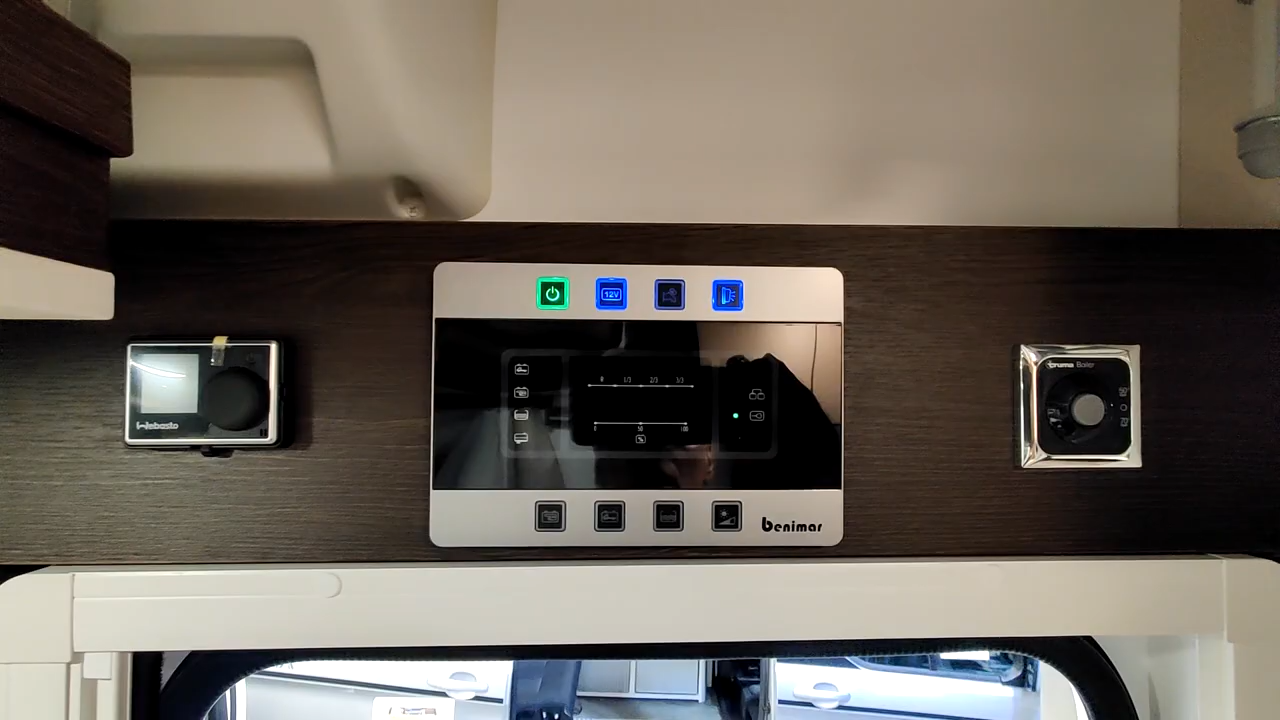 12V
Webasto
0 1/3 2/3 3/3
0 50 100
%
Truma Boiler
benimar